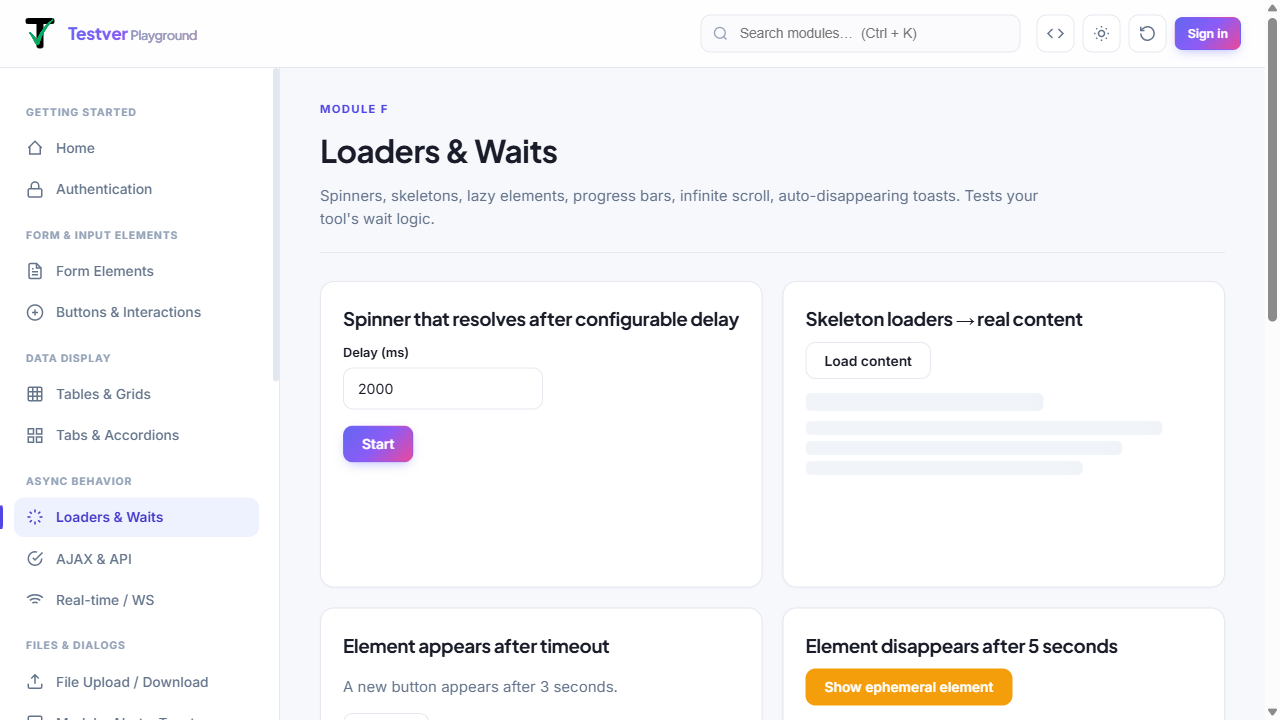 Testver Playground
Search modules... (Ctrl + K)
Sign in
GETTING STARTED
Home
Authentication
FORM & INPUT ELEMENTS
Form Elements
Buttons & Interactions
DATA DISPLAY
Tables & Grids
Tabs & Accordions
ASYNC BEHAVIOR
Loaders & Waits
AJAX & API
Real-time / WS
FILES & DIALOGS
File Upload / Download
MODULE F
Loaders & Waits
Spinners, skeletons, lazy elements, progress bars, infinite scroll, auto-disappearing toasts. Tests your
tool's wait logic.
Spinner that resolves after configurable delay
Delay (ms)
2000
Start
Skeleton loaders → real content
Load content
Element appears after timeout
A new button appears after 3 seconds.
Element disappears after 5 seconds
Show ephemeral element